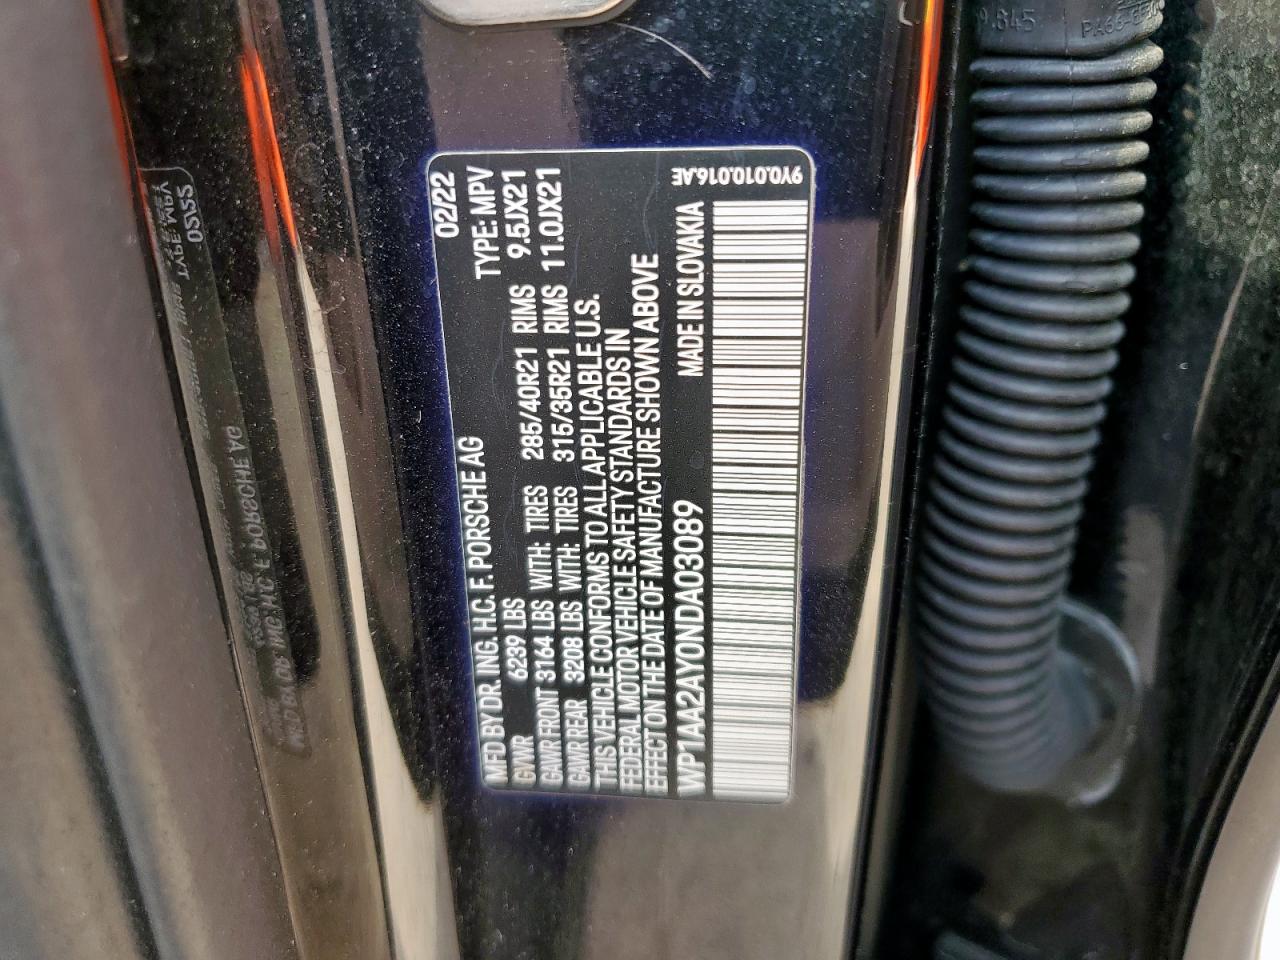 MFD BY DR. ING. H.C. F. PORSCHE AG 02/22
GVWR 6239 LBS TYPE: MPV
GAWR FRONT 3164 LBS WITH: TIRES 285/40R21 RIMS 9.5JX21
GAWR REAR 3208 LBS WITH: TIRES 315/35R21 RIMS 11.0JX21
THIS VEHICLE CONFORMS TO ALL APPLICABLE U.S.
FEDERAL MOTOR VEHICLE SAFETY STANDARDS IN
EFFECT ON THE DATE OF MANUFACTURE SHOWN ABOVE
WP1AA2AY0NDA03089 MADE IN SLOVAKIA
9Y0.010.016.AE